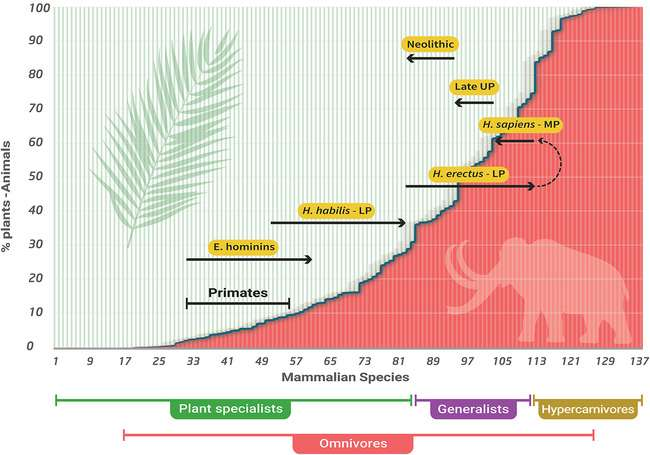 100
90
80
70
60
50
40
30
20
10
0
% plants-Animals
Neolithic
Late UP
H. sapiens - MP
H. erectus - LP
H. habilis - LP
E. hominins
Primates
1 9 17 25 33 41 49 57 65 73 81 89 97 105 113 121 129 137
Mammalian Species
Plant specialists
Generalists
Hypercarnivores
Omnivores